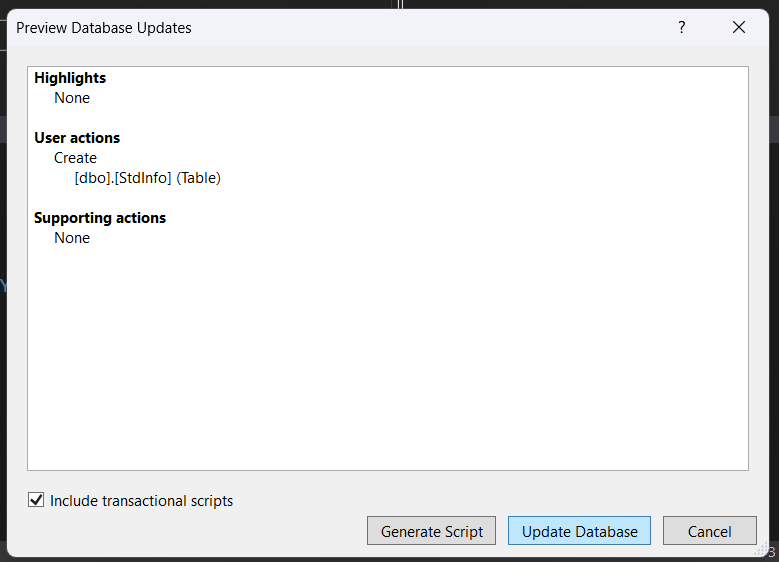 Preview Database Updates ?
Highlights
None
User actions
Create
[dbo].[StdInfo] (Table)
Supporting actions
None
Include transactional scripts
Generate Script Update Database Cancel
Y
3